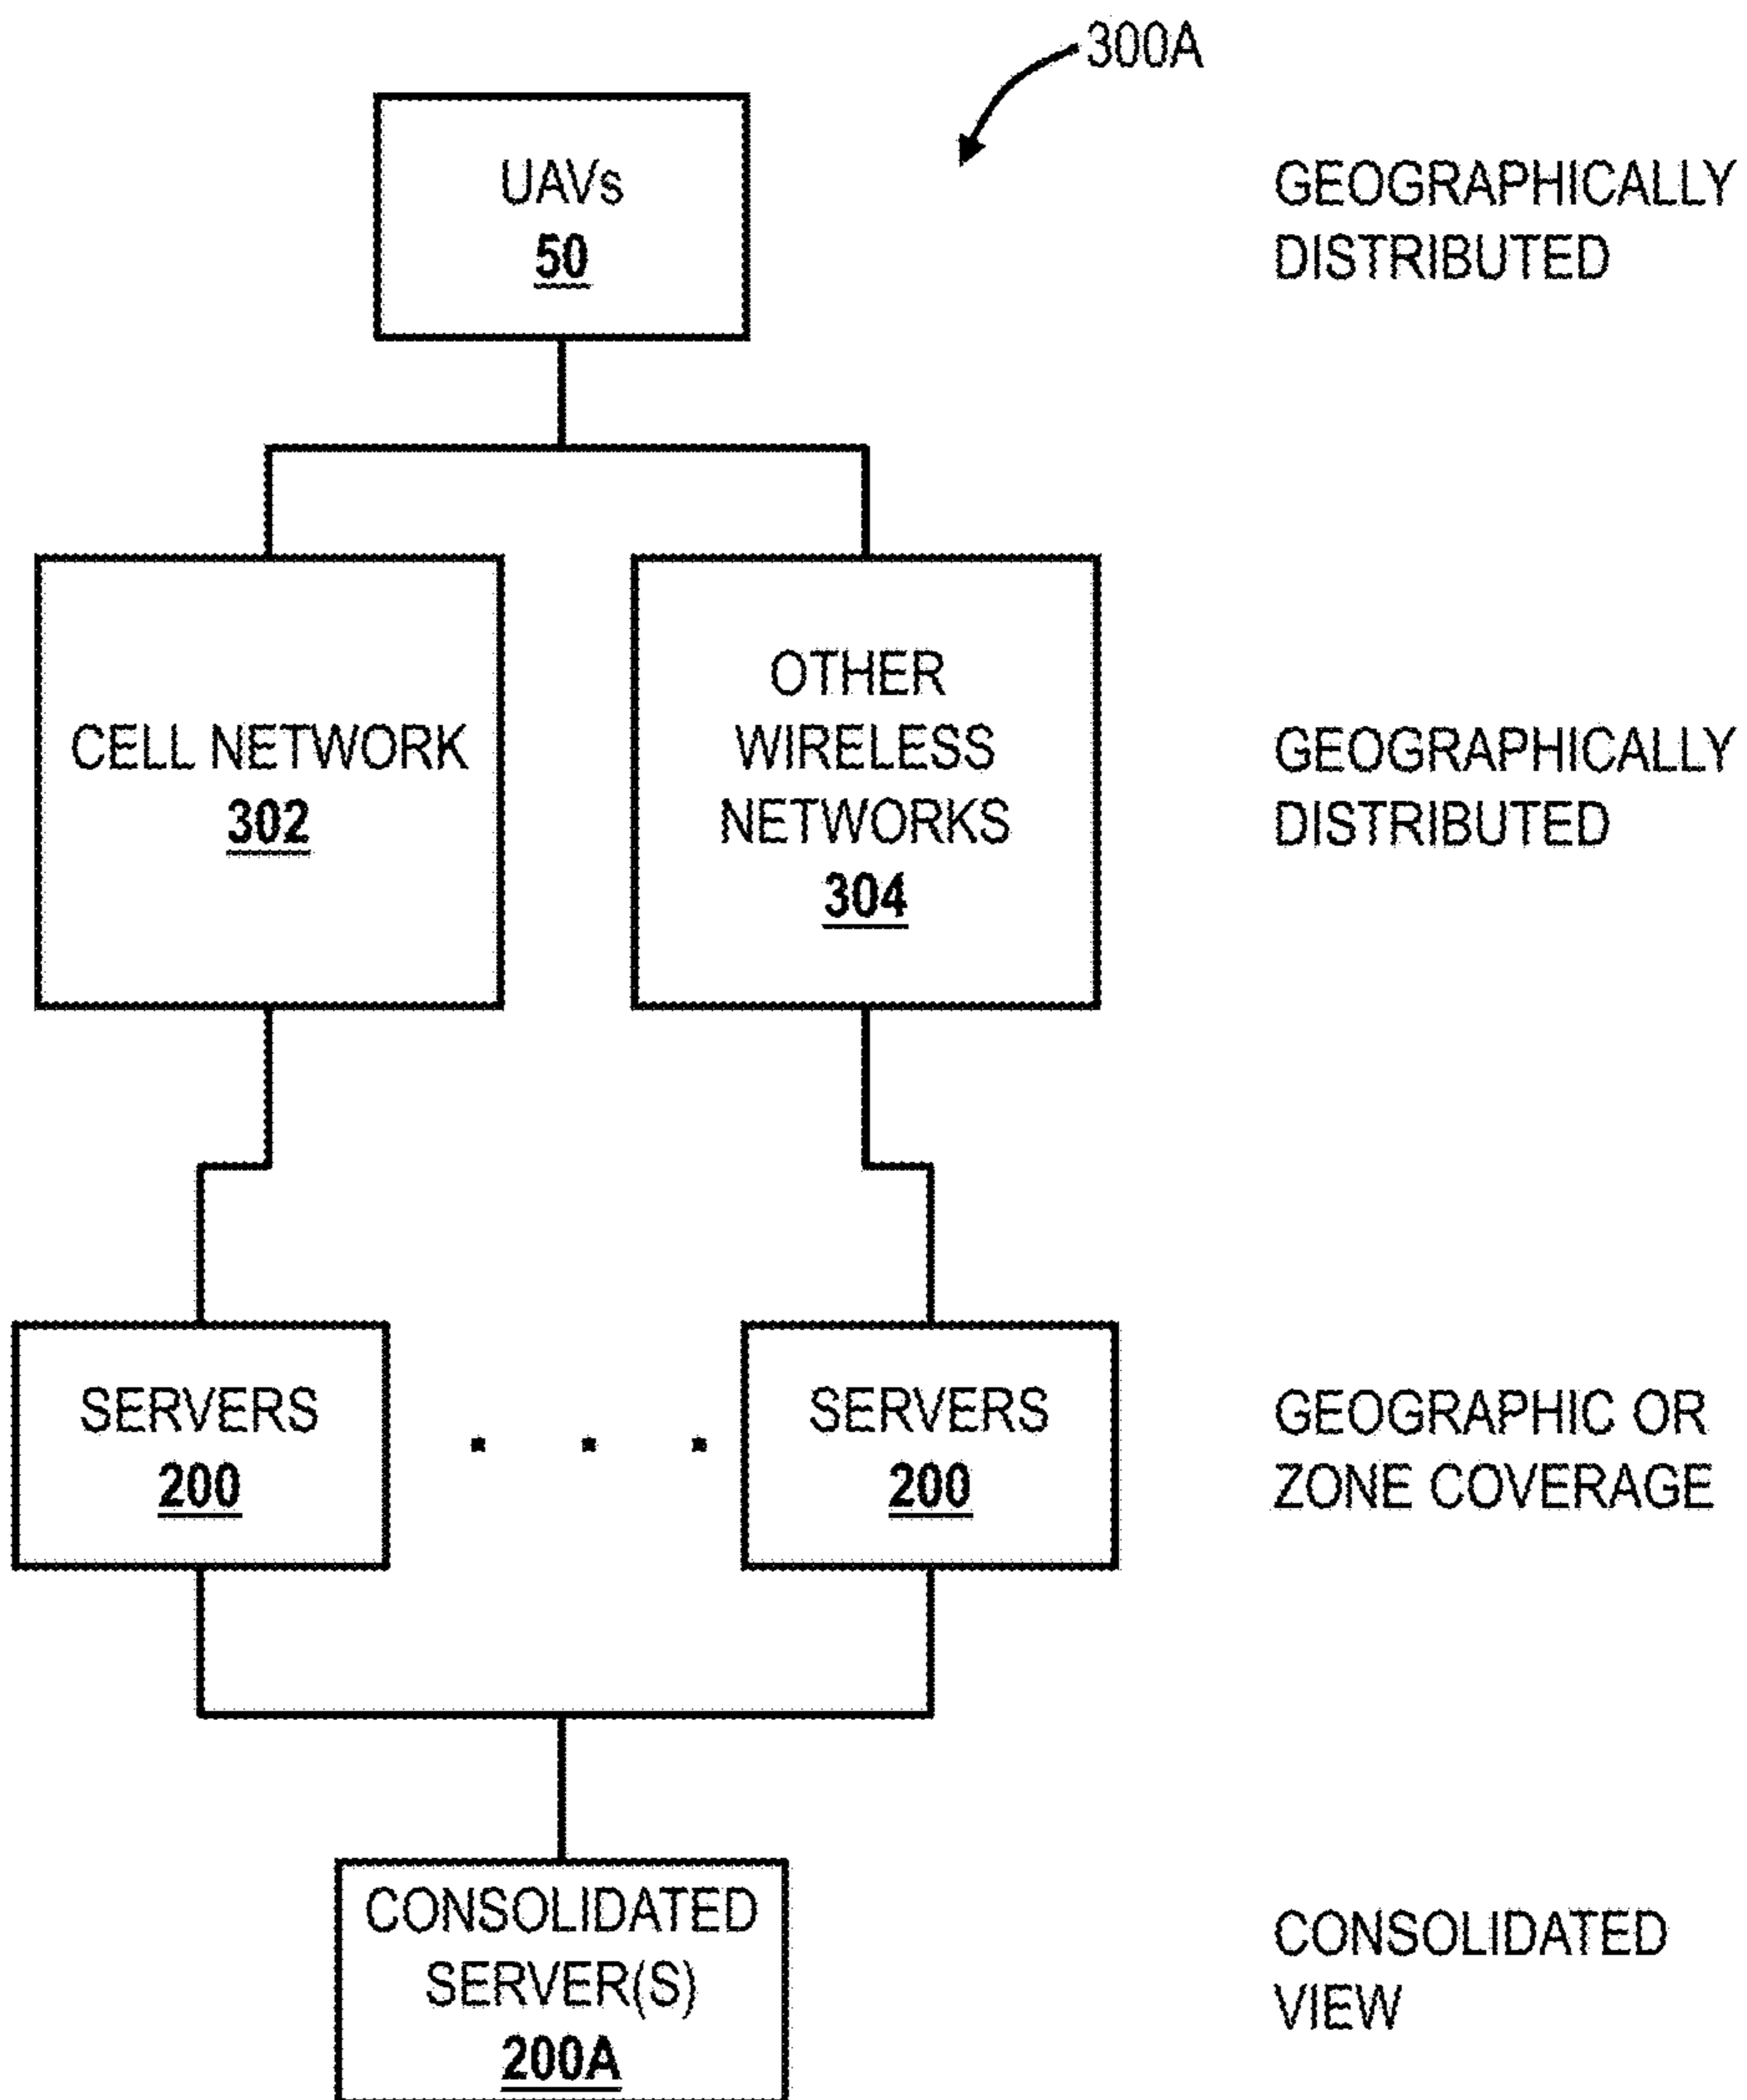 300A
UAVs
50
GEOGRAPHICALLY
DISTRIBUTED
CELL NETWORK
302
OTHER
WIRELESS
NETWORKS
304
GEOGRAPHICALLY
DISTRIBUTED
SERVERS
200
. . .
SERVERS
200
GEOGRAPHIC OR
ZONE COVERAGE
CONSOLIDATED
SERVER(S)
200A
CONSOLIDATED
VIEW